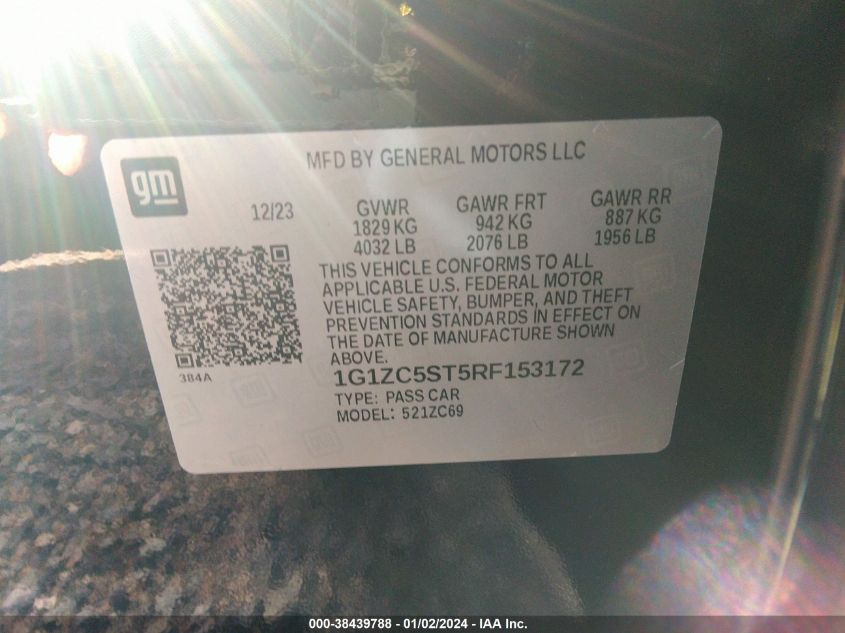 MFD BY GENERAL MOTORS LLC
gm
12/23
GVWR
1829 KG
4032 LB
GAWR FRT
942 KG
2076 LB
GAWR RR
887 KG
1956 LB
THIS VEHICLE CONFORMS TO ALL
APPLICABLE U.S. FEDERAL MOTOR
VEHICLE SAFETY, BUMPER, AND THEFT
PREVENTION STANDARDS IN EFFECT ON
THE DATE OF MANUFACTURE SHOWN
ABOVE.
384A
1G1ZC5ST5RF153172
TYPE: PASS CAR
MODEL: 521ZC69
000-38439788 - 01/02/2024 - IAA Inc.